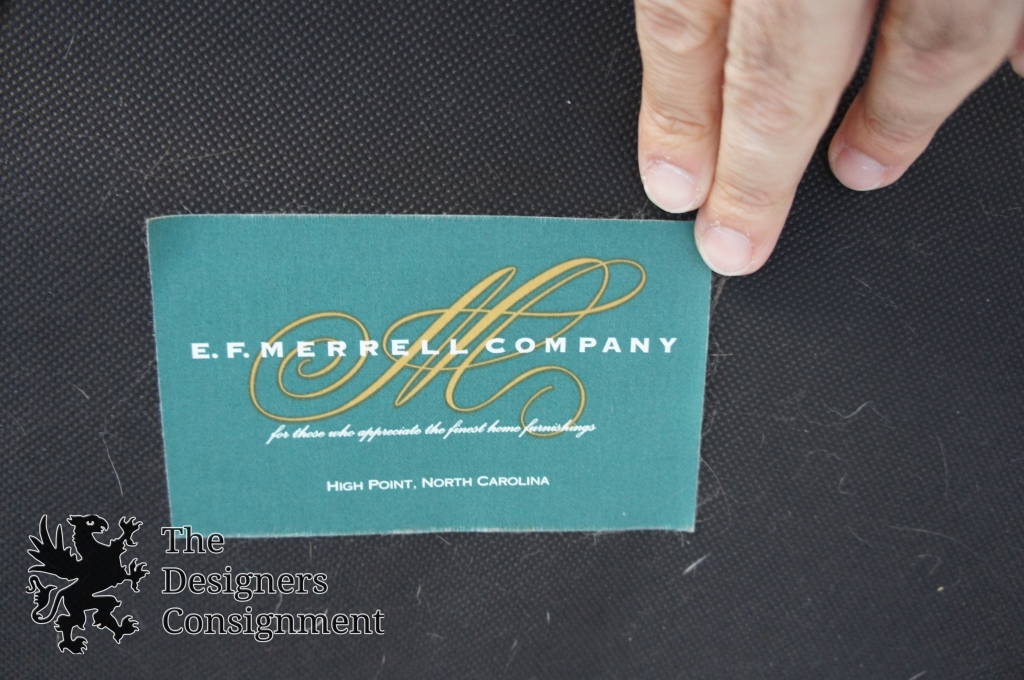 E. F. MERRELL COMPANY
for those who appreciate the finest home furnishings
HIGH POINT, NORTH CAROLINA
The
Designers
Consignment